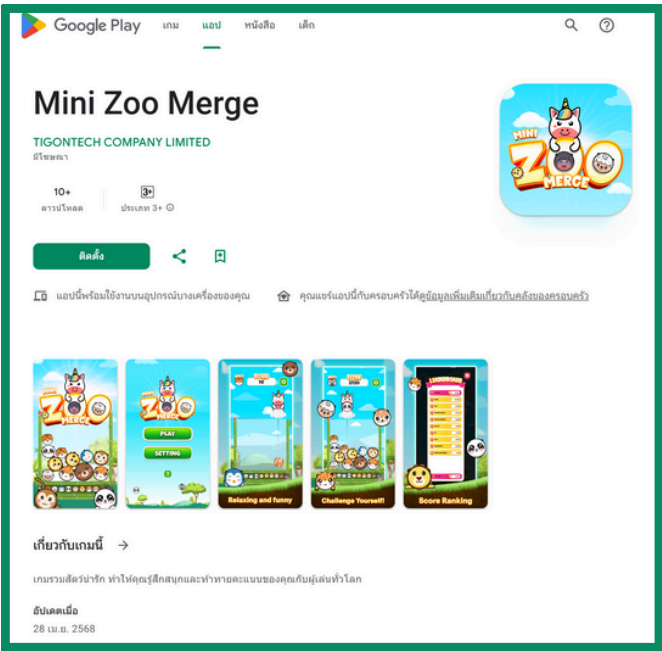 Google Play เกม แอป หนังสือ เด็ก
Mini Zoo Merge
TIGONTECH COMPANY LIMITED
มีโฆษณา
MINI
ZOO
MERGE
10+
ดาวน์โหลด
3+
ประเภท 3+
ติดตั้ง
แอปนี้พร้อมใช้งานบนอุปกรณ์บางเครื่องของคุณ
คุณแชร์แอปนี้กับครอบครัวได้ดูข้อมูลเพิ่มเติมเกี่ยวกับคลังของครอบครัว
MINI
ZOO
MERGE
MINI
ZOO
MERGE
PLAY
SETTING
Relaxing and funny
2120
Challenge Yourself!
LEADERBOARD
Score Ranking
เกี่ยวกับเกมนี้
เกมรวมสัตว์น่ารัก ทำให้คุณรู้สึกสนุกและท้าทายคะแนนของคุณกับผู้เล่นทั่วโลก
อัปเดตเมื่อ
28 เม.ย. 2568